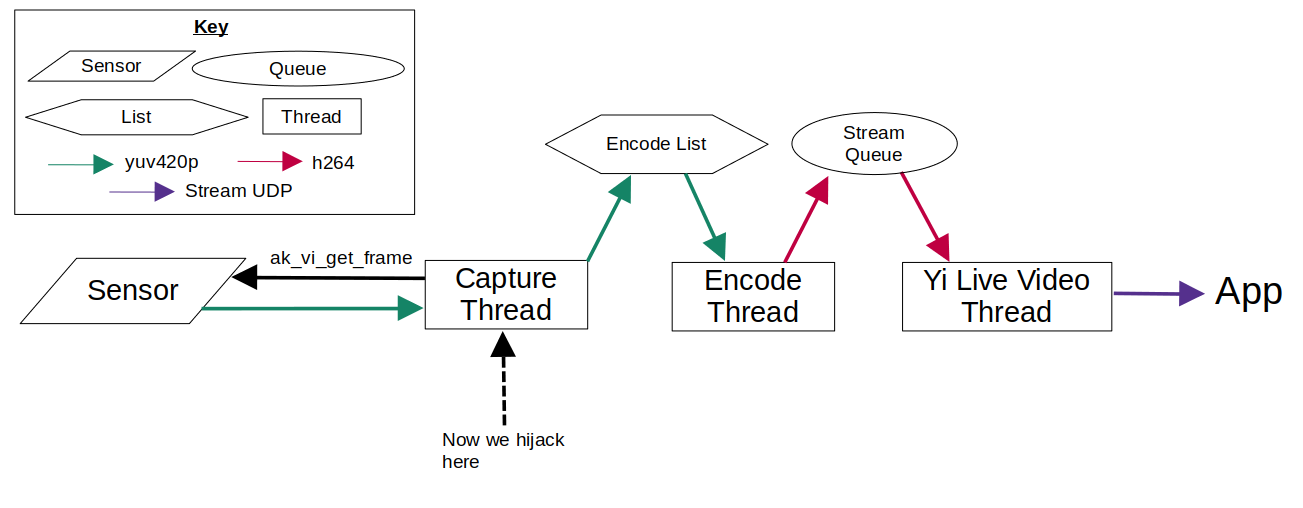 Key
Sensor
Queue
List
Thread
yuv420p
h264
Stream UDP
Encode List
Stream
Queue
ak_vi_get_frame
Sensor
Capture
Thread
Encode
Thread
Yi Live Video
Thread
App
Now we hijack
here